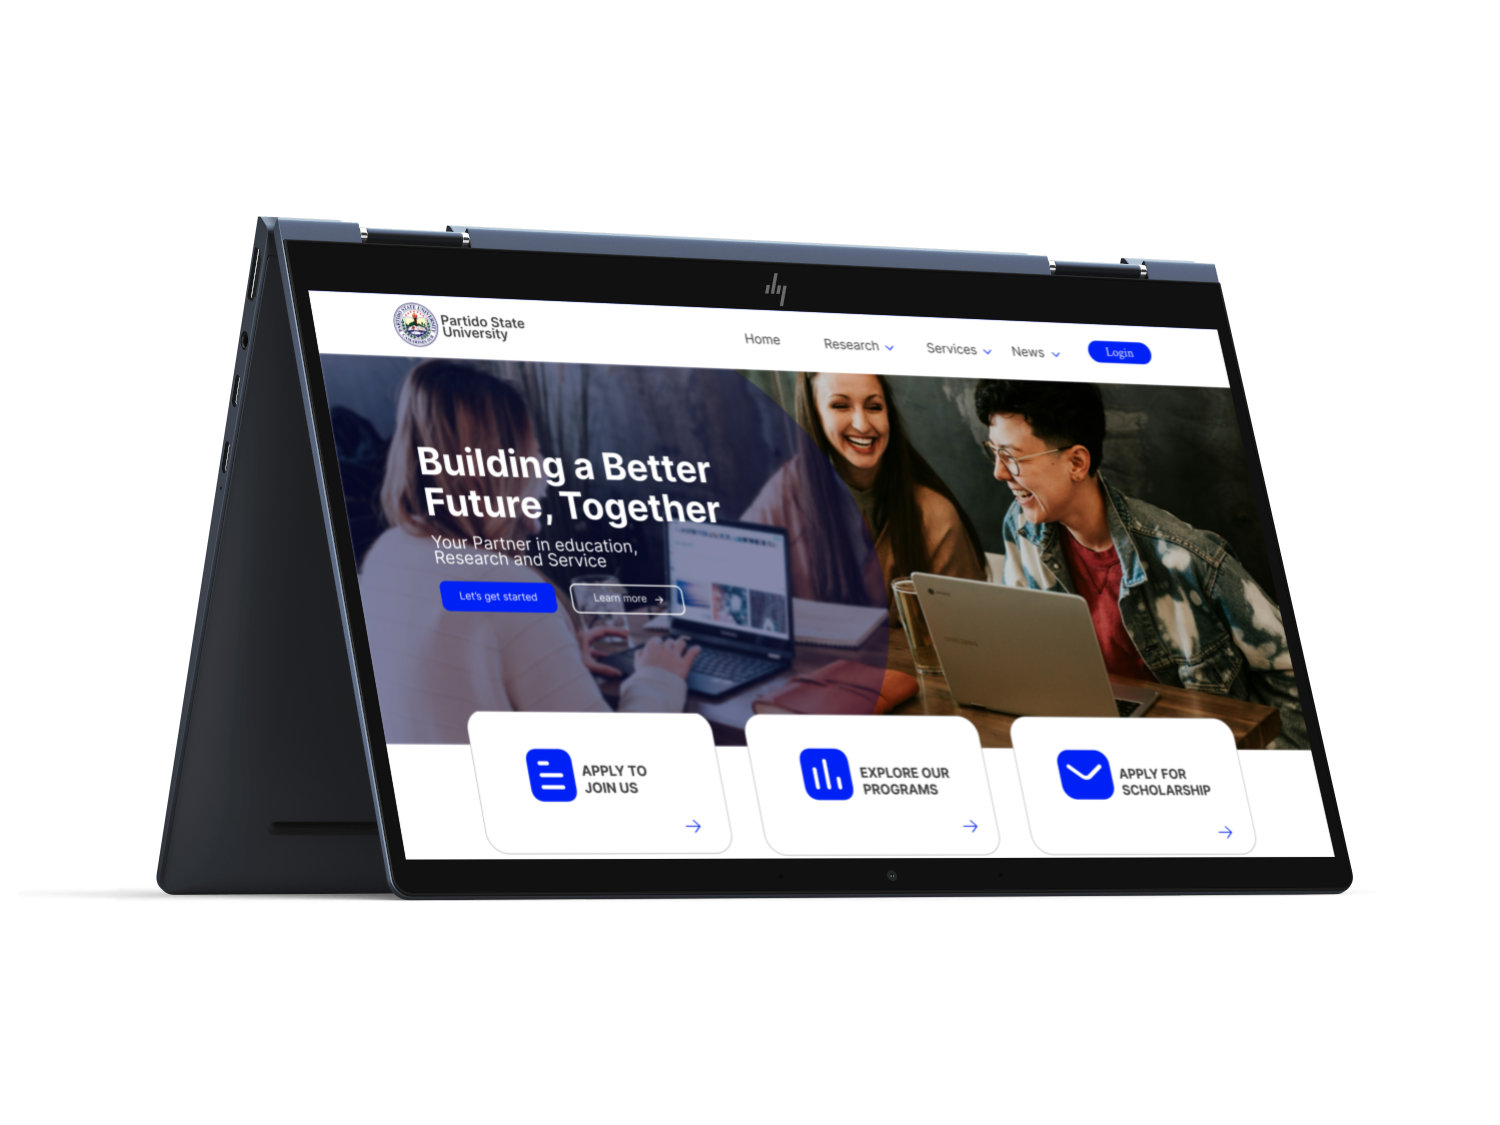 Partido State
University
Home
Research
Services
News
Login
Building a Better
Future, Together
Your Partner in education,
Research and Service
Let's get started
Learn more
APPLY TO
JOIN US
EXPLORE OUR
PROGRAMS
APPLY FOR
SCHOLARSHIP